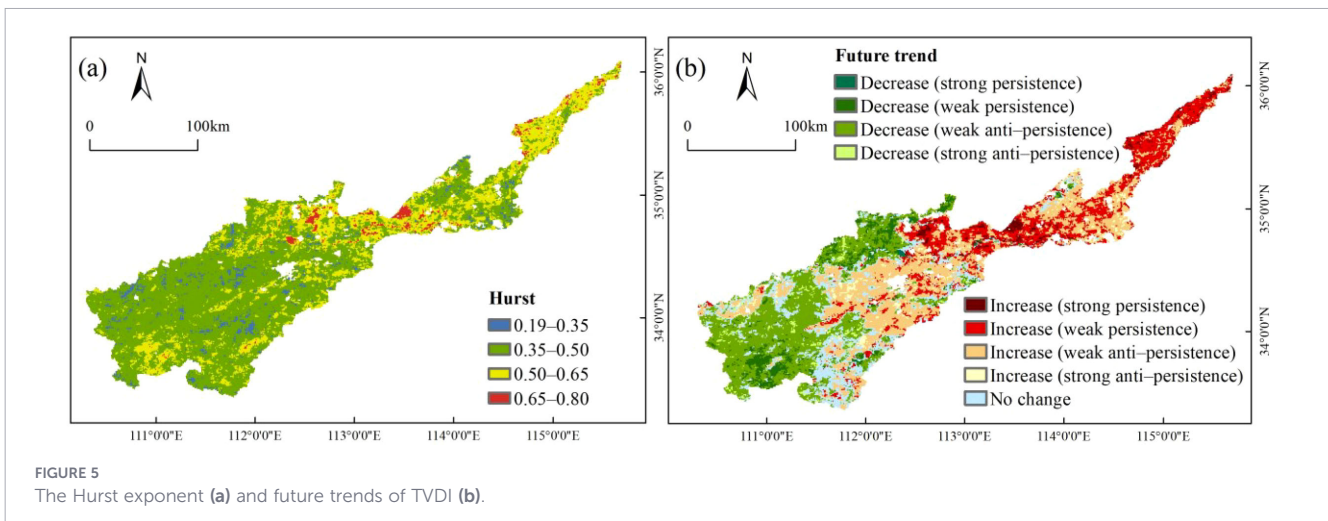 (a)
N
0 100km
Hurst
0.19–0.35
0.35–0.50
0.50–0.65
0.65–0.80
36°0'0"N
35°0'0"N
34°0'0"N
111°0'0"E 112°0'0"E 113°0'0"E 114°0'0"E 115°0'0"E
(b)
N
0 100km
Future trend
Decrease (strong persistence)
Decrease (weak persistence)
Decrease (weak anti–persistence)
Decrease (strong anti–persistence)
Increase (strong persistence)
Increase (weak persistence)
Increase (weak anti–persistence)
Increase (strong anti–persistence)
No change
36°0'0"N
35°0'0"N
34°0'0"N
111°0'0"E 112°0'0"E 113°0'0"E 114°0'0"E 115°0'0"E
FIGURE 5
The Hurst exponent (a) and future trends of TVDI (b).